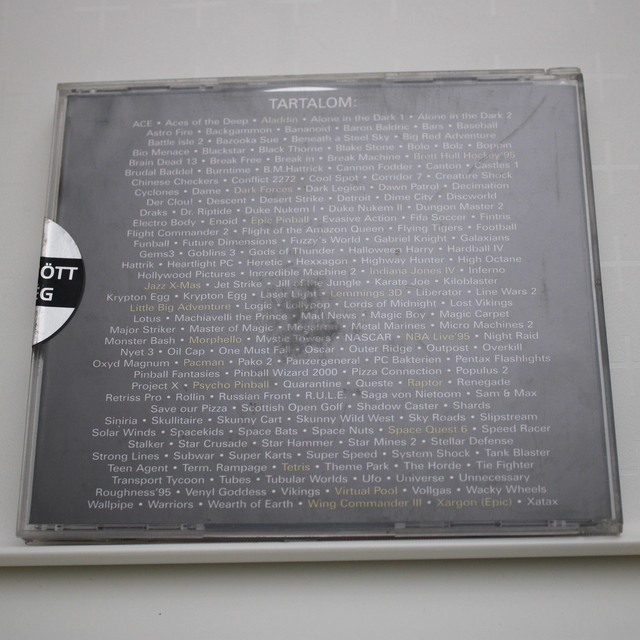 TARTALOM:
ACE • Aces of the Deep • Aladdin • Alone in the Dark 1 • Alone in the Dark 2
Astro Fire • Backgammon • Bananoid • Baron Baldric • Bars • Baseball
Battle Isle 2 • Bazooka Sue • Beneath a Steel Sky • Big Red Adventure
Bio Menace • Blackstar • Black Thorne • Blake Stone • Bolo • Bolz • Boppin
Brain Dead 13 • Break Free • Break in • Break Machine • Brett Hull Hockey'95
Brudal Baddel • Burntime • B.M.Hattrick • Cannon Fodder • Canton • Castles 1
Chinese Checkers • Conflict 2272 • Cool Spot • Corridor 7 • Creature Shock
Cyclones • Dame • Dark Forces • Dark Legion • Dawn Patrol • Decimation
Der Clou! • Descent • Desert Strike • Detroit • Dime City • Discworld
Draks • Dr. Riptide • Duke Nukem I • Duke Nukem II • Dungon Master 2
Electro Body • Enoid • Epic Pinball • Evasive Action • Fifa Soccer • Fintris
Flight Commander 2 • Flight of the Amazon Queen • Flying Tigers • Football
Funball • Future Dimensions • Fuzzy's World • Gabriel Knight • Galaxians
Gems3 • Goblins 3 • Gods of Thunder • Halloween Harry • Hardball IV
Hattrik • Heartlight PC • Heretic • Hexxagon • Highway Hunter • High Octane
Hollywood Pictures • Incredible Machine 2 • Indiana Jones IV • Inferno
Jazz X-Mas • Jet Strike • Jill of the Jungle • Karate Joe • Kiloblaster
Krypton Egg • Krypton Egg • Laser Light • Lemmings 3D • Liberator • Line Wars 2
Little Big Adventure • Logic • Lollypop • Lords of Midnight • Lost Vikings
Lotus • Machiavelli the Prince • Mad News • Magic Boy • Magic Carpet
Major Striker • Master of Magic • Metal Marines • Micro Machines 2
Monster Bash • Morphello • Mystic Towers • NASCAR • NBA Live'95 • Night Raid
Nyet 3 • Oil Cap • One Must Fall • Oscar • Outer Ridge • Outpost • Overkill
Oxyd Magnum • Pacman • Pako 2 • Panzergeneral • PC Bakterien • Pentax Flashlights
Pinball Fantasies • Pinball Wizard 2000 • Pizza Connection • Populus 2
Project X • Psycho Pinball • Quarantine • Queste • Raptor • Renegade
Retriss Pro • Rollin • Russian Front • R.U.L.E. • Saga von Nietoom • Sam & Max
Save our Pizza • Scottish Open Golf • Shadow Caster • Shards
Siniria • Skullitaire • Skunny Cart • Skunny Wild West • Sky Roads • Slipstream
Solar Winds • Spacekids • Space Bats • Space Nuts • Space Quest 6 • Speed Racer
Stalker • Star Crusade • Star Hammer • Star Mines 2 • Stellar Defense
Strong Lines • Subwar • Super Karts • Super Speed • System Shock • Tank Blaster
Teen Agent • Term. Rampage • Tetris • Theme Park • The Horde • Tie Fighter
Transport Tycoon • Tubes • Tubular Worlds • Ufo • Universe • Unnecessary
Roughness'95 • Venyl Goddess • Vikings • Virtual Pool • Vollgas • Wacky Wheels
Wallpipe • Warriors • Wearth of Earth • Wing Commander III • Xargon (Epic) • Xatax
ÖTT
G